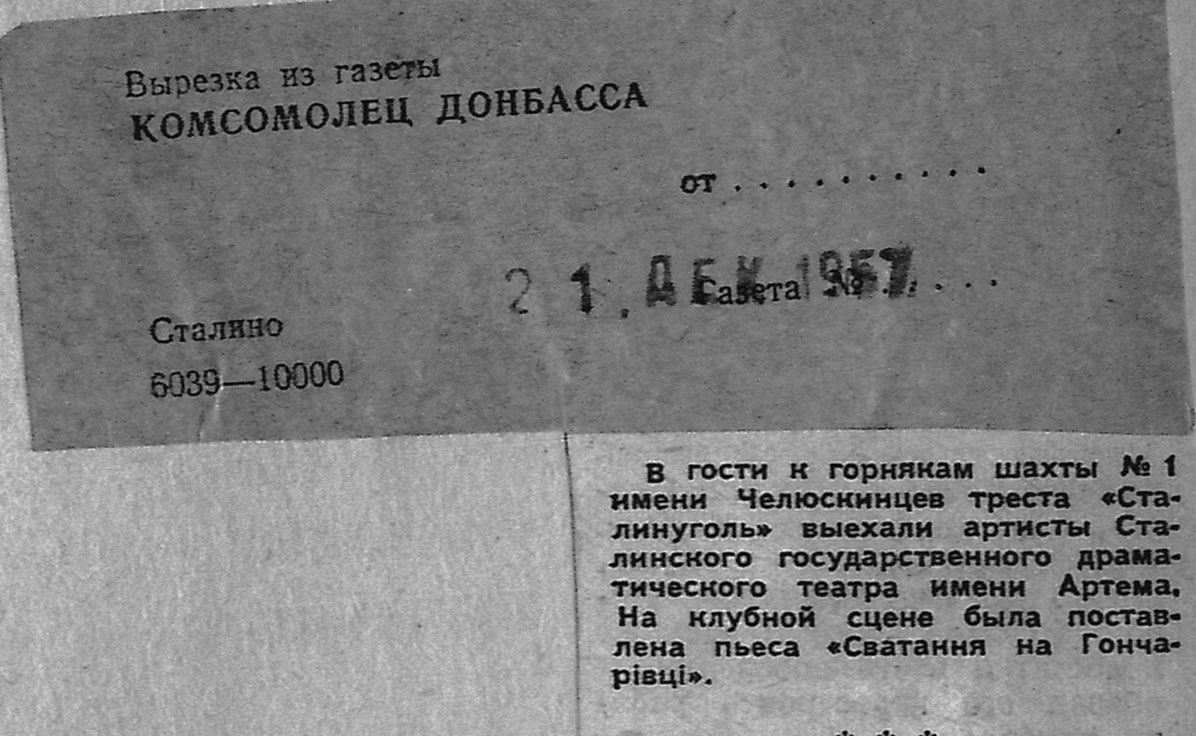 Вырезка из газеты
КОМСОМОЛЕЦ ДОНБАССА
от . . . . . . . . . .
21. ДЕК 1957
Газета № . . . . .
Сталино
6039—10000
В гости к горнякам шахты № 1
имени Челюскинцев треста «Ста-
линуголь» выехали артисты Ста-
линского государственного драма-
тического театра имени Артема.
На клубной сцене была постав-
лена пьеса «Сватання на Гонча-
рівці».
* * *